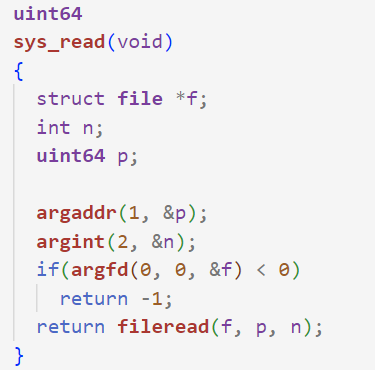 uint64
sys_read(void)
{
  struct file *f;
  int n;
  uint64 p;

  argaddr(1, &p);
  argint(2, &n);
  if(argfd(0, 0, &f) < 0)
    return -1;
  return fileread(f, p, n);
}